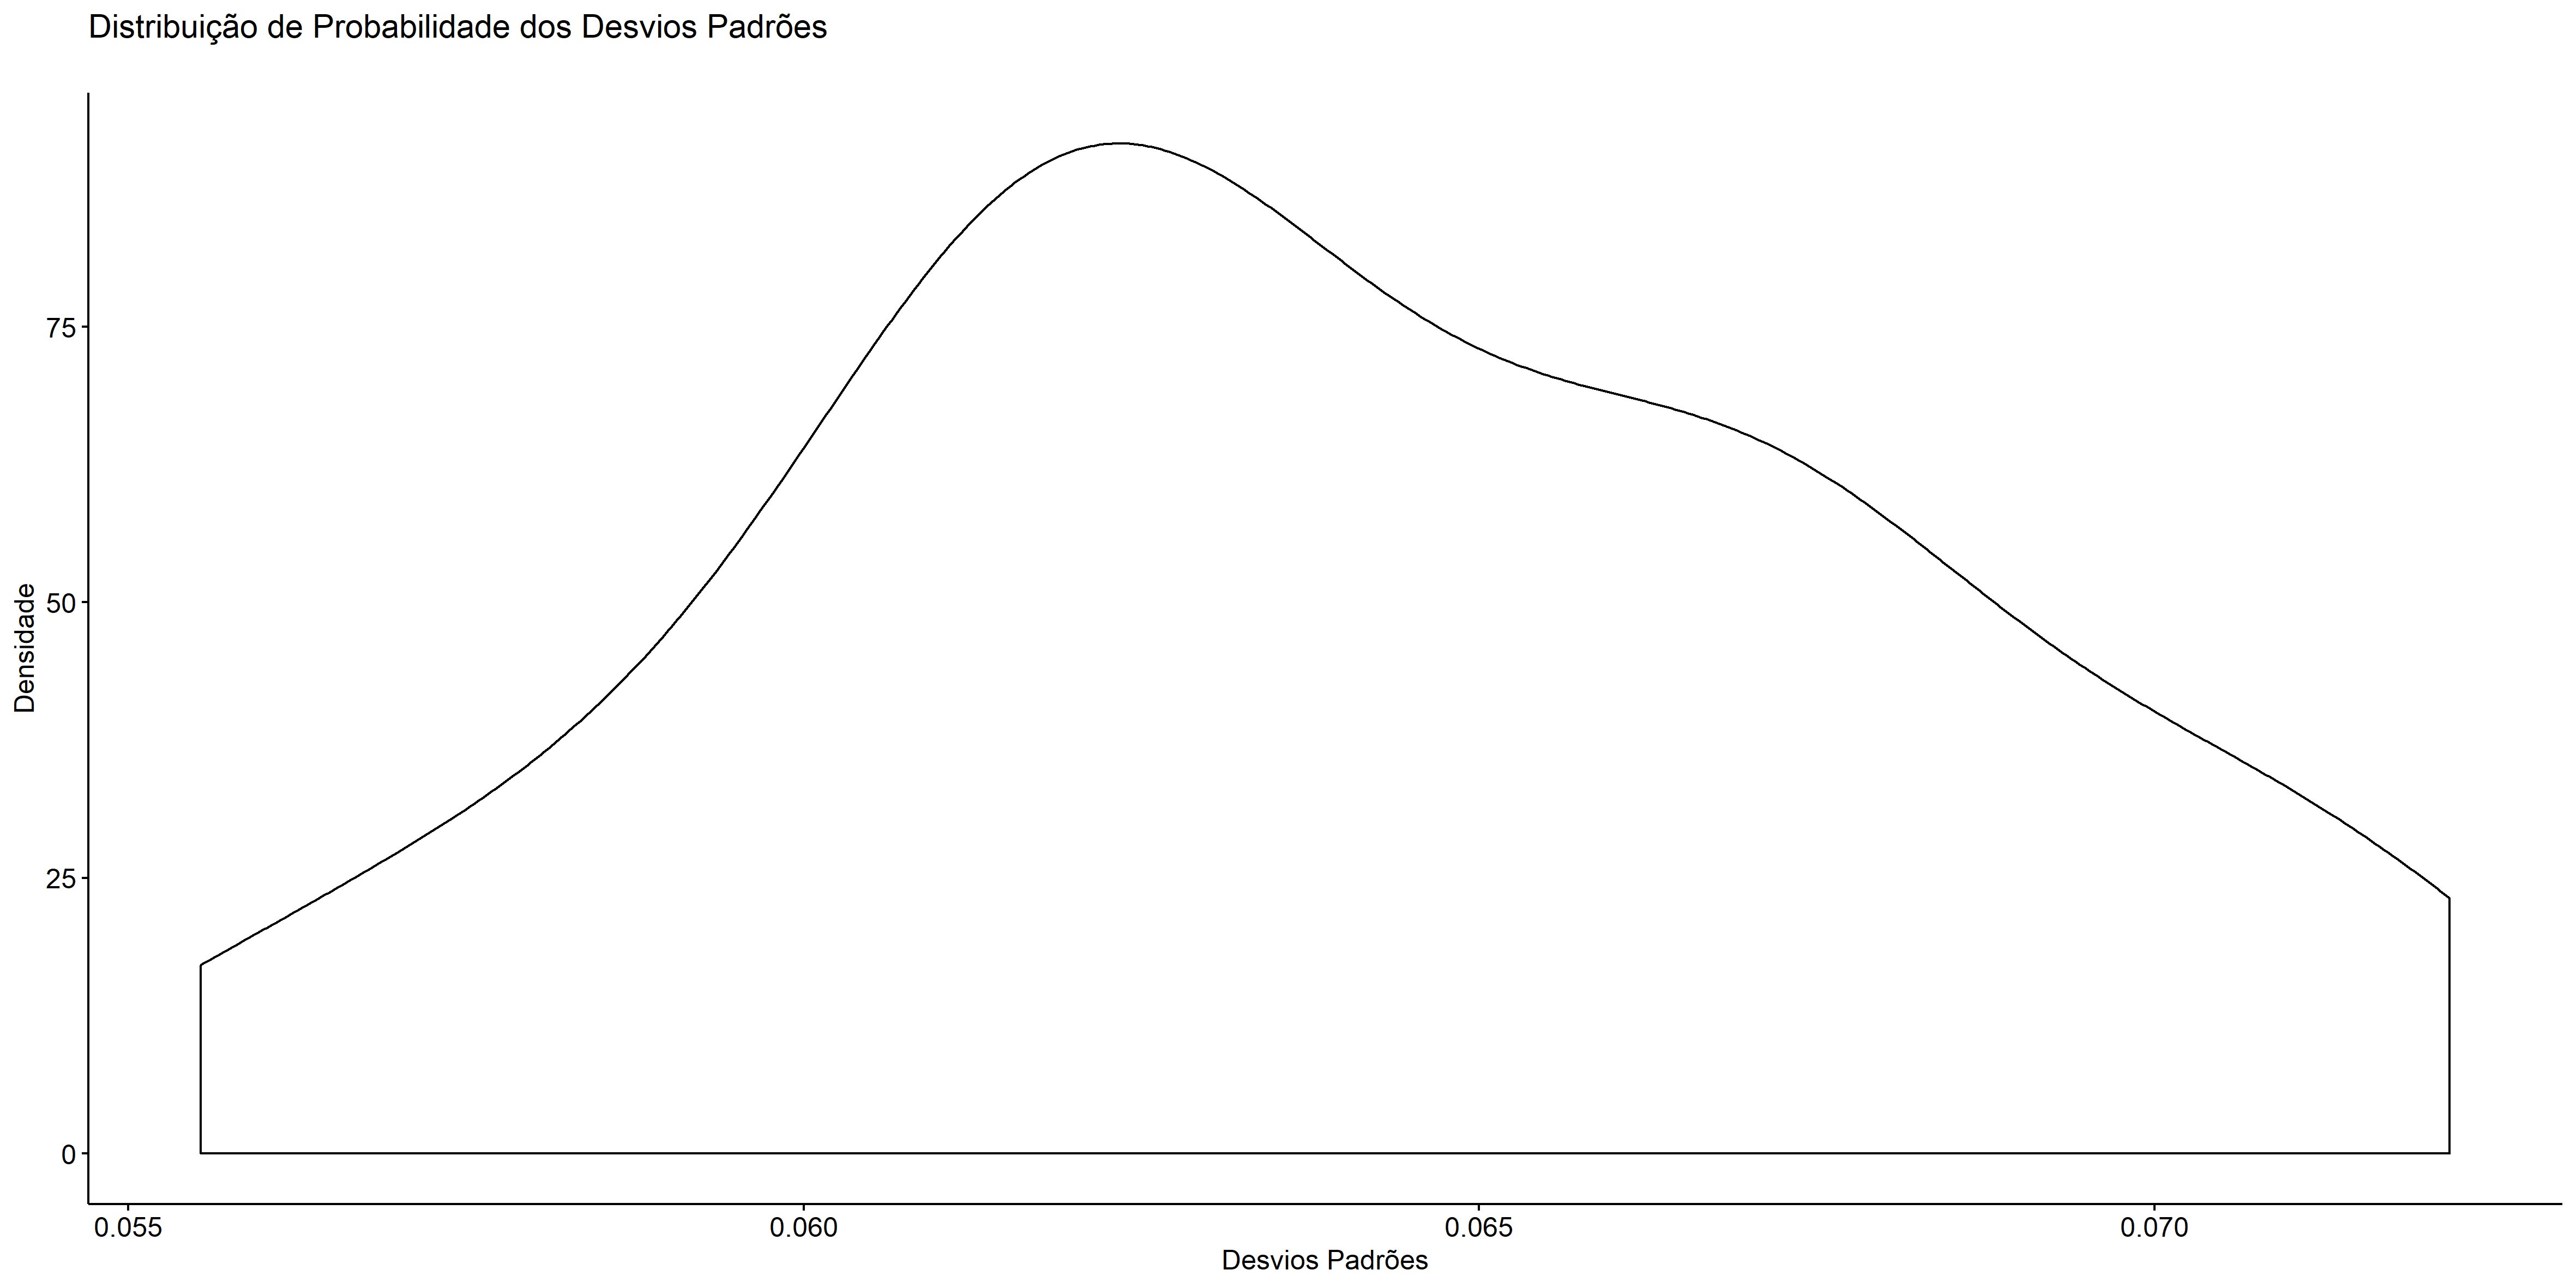 Distribuição de Probabilidade dos Desvios Padrões
75
50
25
0
Densidade
0.055 0.060 0.065 0.070
Desvios Padrões